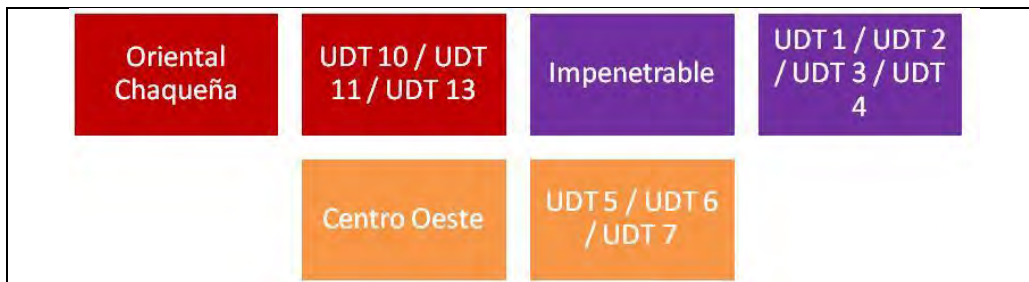 Oriental
Chaqueña
UDT 10 / UDT
11 / UDT 13
Impenetrable
UDT 1 / UDT 2
/ UDT 3 / UDT
4
Centro Oeste
UDT 5 / UDT 6
/ UDT 7